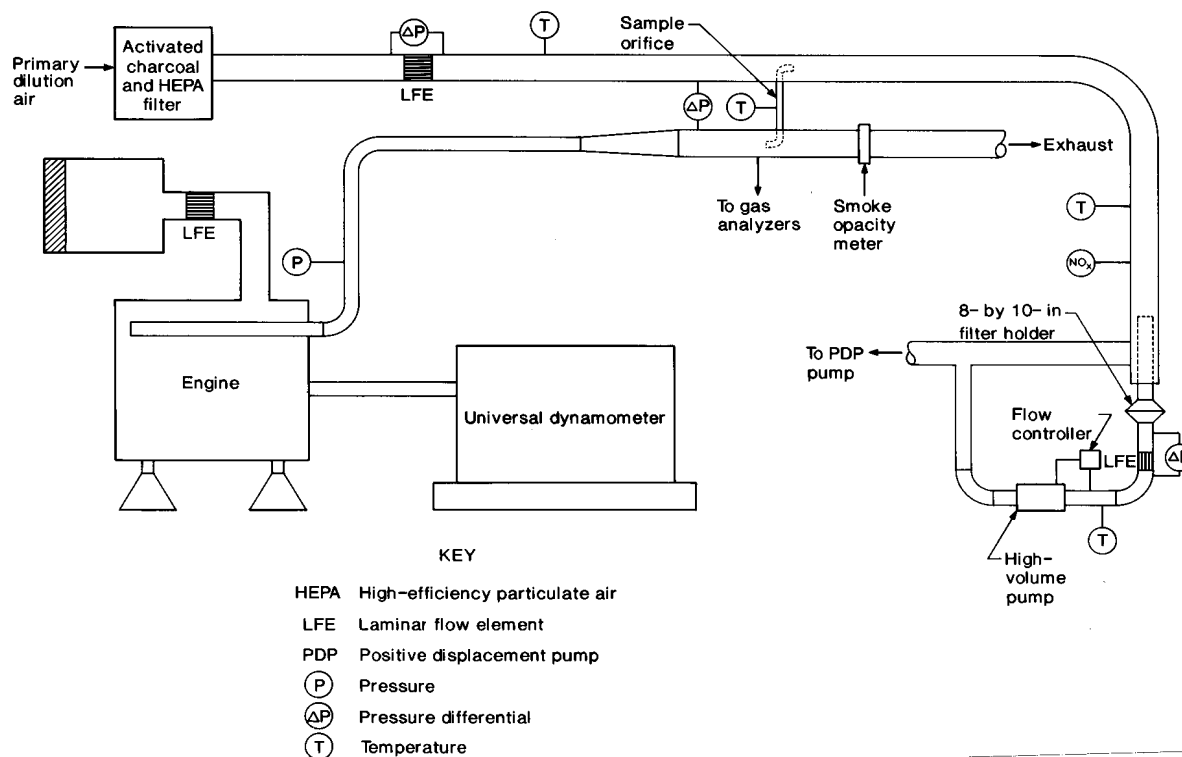 Primary
dilution
air
Activated
charcoal
and HEPA
filter
ΔP
LFE
T
Sample
orifice
ΔP
T
Exhaust
To gas
analyzers
Smoke
opacity
meter
LFE
P
T
NOx
8- by 10- in
filter holder
To PDP
pump
Engine
Universal dynamometer
Flow
controller
LFE
ΔP
T
High-
volume
pump
KEY
HEPA High-efficiency particulate air
LFE Laminar flow element
PDP Positive displacement pump
P Pressure
ΔP Pressure differential
T Temperature